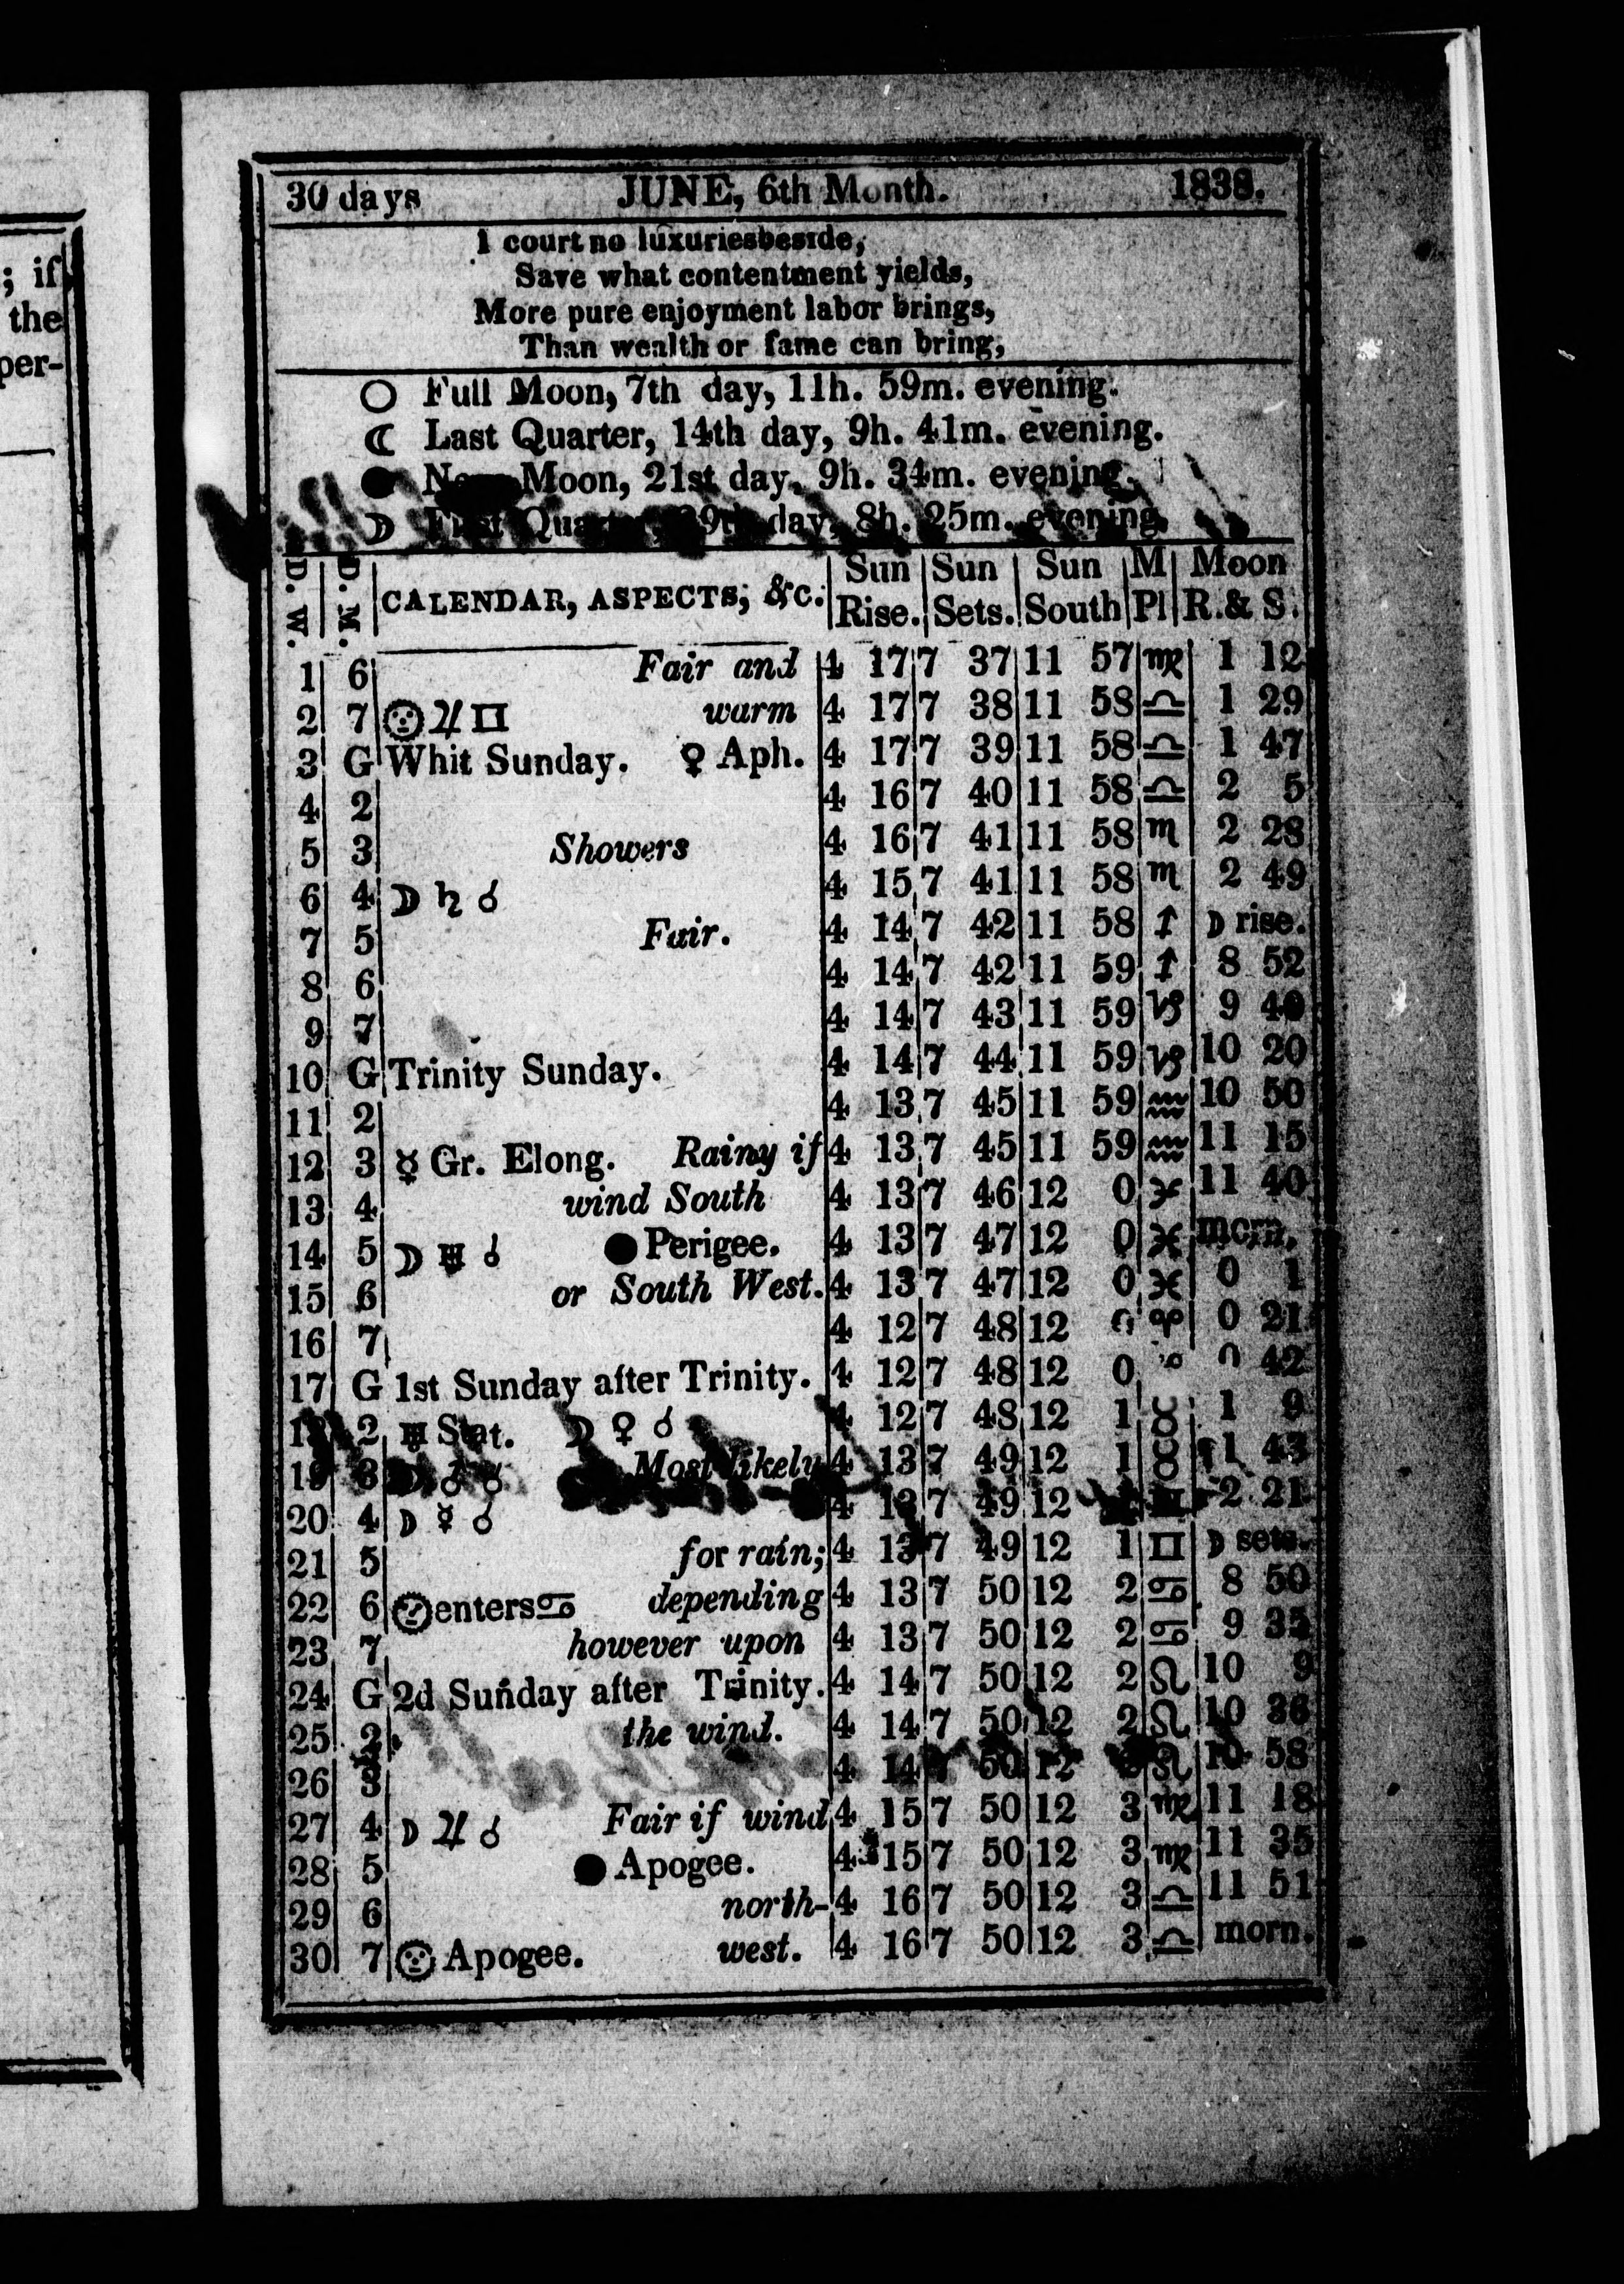 ; if
the
per-
30 days JUNE, 6th Month. 1838.
I court no luxuriesbeside,
Save what contentment yields,
More pure enjoyment labor brings,
Than wealth or fame can bring,
○ Full Moon, 7th day, 11h. 59m. evening.
☾ Last Quarter, 14th day, 9h. 41m. evening.
● Moon, 21st day, 9h. 34m. evening.
☽ First Quarter, day, 8h. 25m. evening.
D. W. D. M. CALENDAR, ASPECTS; &c. Sun Rise. Sun Sets. Sun South M Pl Moon R. & S.
1 6 Fair and 4 17 7 37 11 57 ♍ 1 12
2 7 ☉ ♃ □ warm 4 17 7 38 11 58 ♎ 1 29
3 G Whit Sunday. ♀ Aph. 4 17 7 39 11 58 ♎ 1 47
4 2 4 16 7 40 11 58 ♎ 2 5
5 3 Showers 4 16 7 41 11 58 ♏ 2 28
6 4 ☽ ♄ ☌ 4 15 7 41 11 58 ♏ 2 49
7 5 Fair. 4 14 7 42 11 58 ♐ ☽ rise.
8 6 4 14 7 42 11 59 ♐ 8 52
9 7 4 14 7 43 11 59 ♑ 9 40
10 G Trinity Sunday. 4 14 7 44 11 59 ♑ 10 20
11 2 4 13 7 45 11 59 ♒ 10 50
12 3 ☿ Gr. Elong. Rainy if 4 13 7 45 11 59 ♒ 11 15
13 4 wind South 4 13 7 46 12 0 ♓ 11 40
14 5 ☽ ♅ ☌ ● Perigee. 4 13 7 47 12 0 ♓ morn.
15 6 or South West. 4 13 7 47 12 0 ♓ 0 1
16 7 4 12 7 48 12 0 ♈ 0 21
17 G 1st Sunday after Trinity. 4 12 7 48 12 0 ♈ 0 42
18 2 ♅ Stat. ☽ ♀ ☌ 4 12 7 48 12 1 ♉ 1 9
19 3 ☽ ♂ ☌ Most likely 4 13 7 49 12 1 ♉ 1 43
20 4 ☽ ☿ ☌ 4 13 7 49 12 ♊ 2 21
21 5 for rain; 4 13 7 49 12 1 ♊ ☽ sets.
22 6 ☉ enters ♋ depending 4 13 7 50 12 2 ♋ 8 50
23 7 however upon 4 13 7 50 12 2 ♋ 9 35
24 G 2d Sunday after Trinity. 4 14 7 50 12 2 ♌ 10 9
25 2 the wind. 4 14 7 50 12 2 ♌ 10 36
26 3 4 14 7 50 12 ♌ 10 58
27 4 ☽ ♃ ☌ Fair if wind 4 15 7 50 12 3 ♍ 11 18
28 5 ● Apogee. 4 15 7 50 12 3 ♍ 11 35
29 6 north- 4 16 7 50 12 3 ♎ 11 51
30 7 ☉ Apogee. west. 4 16 7 50 12 3 ♎ morn.